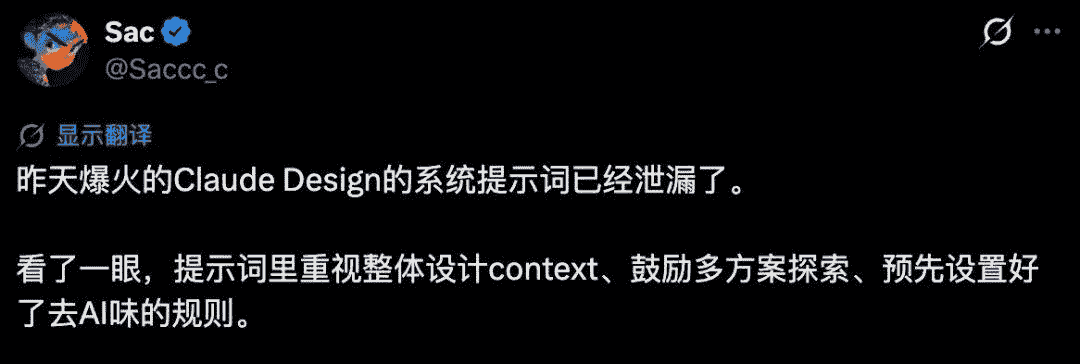 Sac
@Saccc_c
显示翻译
昨天爆火的Claude Design的系统提示词已经泄漏了。
看了一眼，提示词里重视整体设计context、鼓励多方案探索、预先设置好
了去AI味的规则。